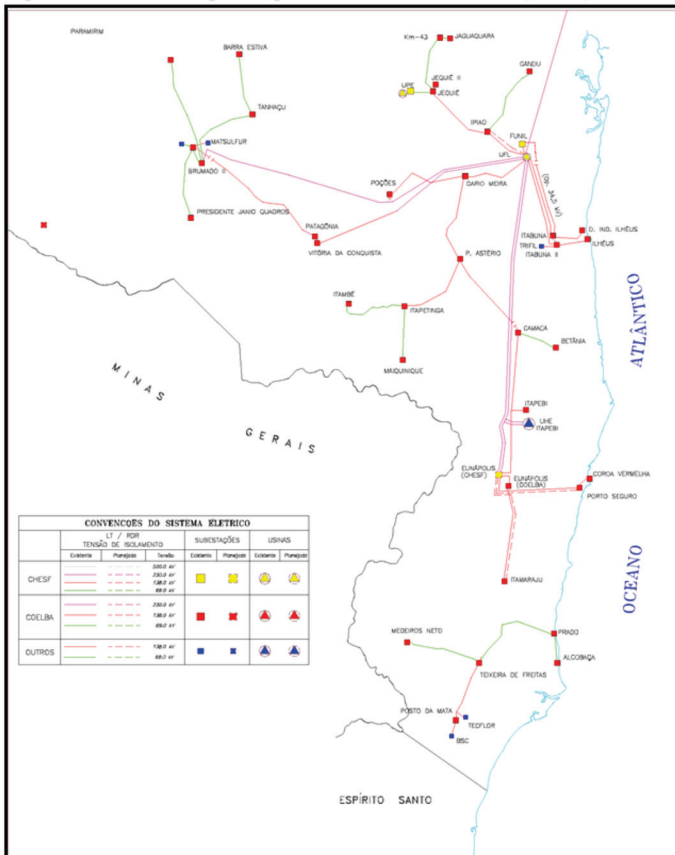 PARAMIRIM
BARRA ESTIVA
Km-43
JAGUAQUARA
TANHAÇU
MATSULFUR
BRUMADO II
PRESIDENTE JANIO QUADROS
UPE
JEQUIÉ II
JEQUIÉ
GANDU
IPIAÚ
FUNIL
UFL
POÇÕES
DARIO MEIRA
PATAGÔNIA
VITÓRIA DA CONQUISTA
ITABUNA
D. IND. ILHÉUS
TRIFIL
ILHÉUS
ITABUNA II
P. ASTÉRIO
ITAMBÉ
ITAPETINGA
MAIQUINIQUE
CAMACA
BETÂNIA
ATLÂNTICO
MINAS
GERAIS
ITAPEBI
UHE
ITAPEBI
EUNÁPOLIS
(CHESF)
EUNÁPOLIS
(COELBA)
COROA VERMELHA
PORTO SEGURO
OCEANO
ITAMARAJU
CONVENCÕES DO SISTEMA ELÉTRICO
LT / RDR
TENSÃO DE ISOLAMENTO
SUBESTAÇÕES
USINAS
Existente Planejada Tensão Existente Planejada Existente Planejada
CHESF
500.0 kV
230.0 kV
138.0 kV
69.0 kV
COELBA
230.0 kV
138.0 kV
69.0 kV
OUTROS
138.0 kV
69.0 kV
MEDEIROS NETO
PRADO
ALCOBAÇA
TEIXEIRA DE FREITAS
POSTO DA MATA
TECFLOR
BSC
ESPÍRITO SANTO